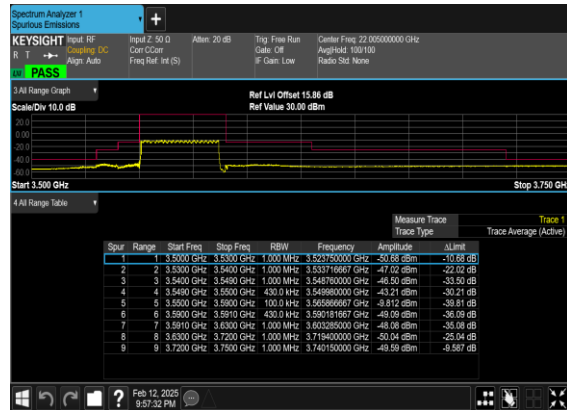 Spectrum Analyzer 1
Spurious Emissions
+
KEYSIGHT Input: RF Input Z: 50 Ω Atten: 20 dB Trig: Free Run Center Freq: 22.005000000 GHz
R T Coupling: DC Corr CCorr Gate: Off Avg|Hold: 100/100
Align: Auto Freq Ref: Int (S) IF Gain: Low Radio Std: None
PASS
3 All Range Graph
Ref Lvl Offset 15.86 dB
Scale/Div 10.0 dB Ref Value 30.00 dBm
20.0
0.00
-20.0
-40.0
-60.0
Start 3.500 GHz Stop 3.750 GH
4 All Range Table
Measure Trace Trace 1
Trace Type Trace Average (Active)
Spur Range Start Freq Stop Freq RBW Frequency Amplitude ΔLimit
1 1 3.5000 GHz 3.5300 GHz 1.000 MHz 3.523750000 GHz -50.68 dBm -10.68 dB
2 2 3.5300 GHz 3.5400 GHz 1.000 MHz 3.533716667 GHz -47.02 dBm -22.02 dB
3 3 3.5400 GHz 3.5490 GHz 1.000 MHz 3.548760000 GHz -46.50 dBm -33.50 dB
4 4 3.5490 GHz 3.5500 GHz 430.0 kHz 3.549980000 GHz -43.21 dBm -30.21 dB
5 5 3.5500 GHz 3.5900 GHz 100.0 kHz 3.565866667 GHz -9.812 dBm -39.81 dB
6 6 3.5900 GHz 3.5910 GHz 430.0 kHz 3.590181667 GHz -49.09 dBm -36.09 dB
7 7 3.5910 GHz 3.6300 GHz 1.000 MHz 3.603285000 GHz -48.08 dBm -35.08 dB
8 8 3.6300 GHz 3.7200 GHz 1.000 MHz 3.719400000 GHz -50.04 dBm -25.04 dB
9 9 3.7200 GHz 3.7500 GHz 1.000 MHz 3.740150000 GHz -49.59 dBm -9.587 dB
? Feb 12, 2025
9:57:32 PM